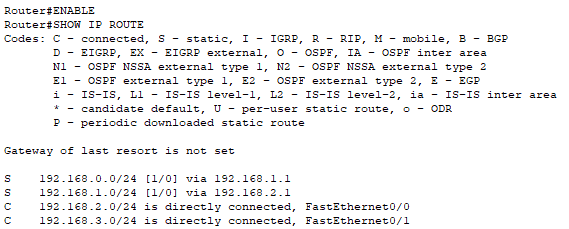 Router#ENABLE
Router#SHOW IP ROUTE
Codes: C - connected, S - static, I - IGRP, R - RIP, M - mobile, B - BGP
D - EIGRP, EX - EIGRP external, O - OSPF, IA - OSPF inter area
N1 - OSPF NSSA external type 1, N2 - OSPF NSSA external type 2
E1 - OSPF external type 1, E2 - OSPF external type 2, E - EGP
i - IS-IS, L1 - IS-IS level-1, L2 - IS-IS level-2, ia - IS-IS inter area
* - candidate default, U - per-user static route, o - ODR
P - periodic downloaded static route
Gateway of last resort is not set
S 192.168.0.0/24 [1/0] via 192.168.1.1
S 192.168.1.0/24 [1/0] via 192.168.2.1
C 192.168.2.0/24 is directly connected, FastEthernet0/0
C 192.168.3.0/24 is directly connected, FastEthernet0/1